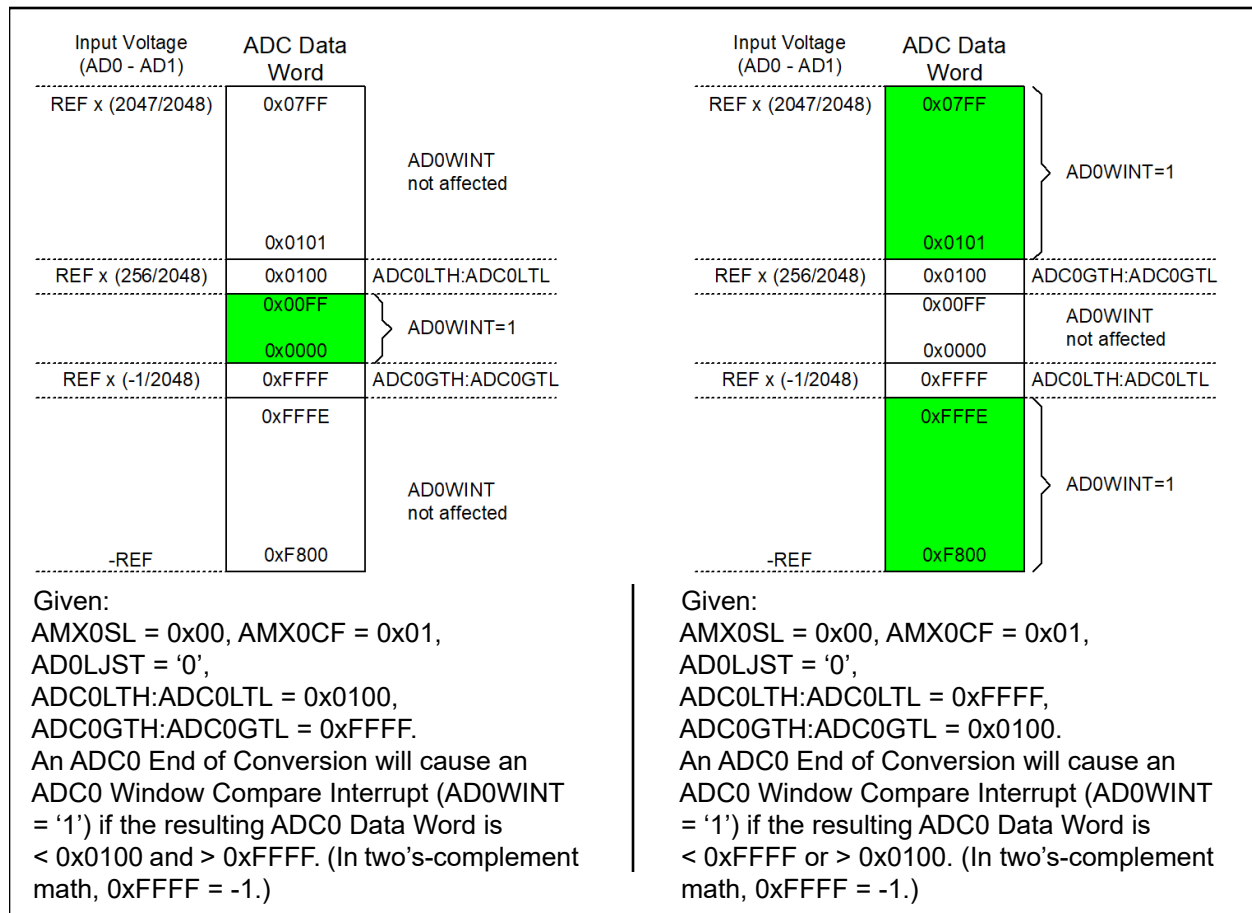 Input Voltage
(AD0 - AD1)
ADC Data
Word
REF x (2047/2048)
0x07FF
AD0WINT
not affected
0x0101
REF x (256/2048)
0x0100
ADC0LTH:ADC0LTL
0x00FF
AD0WINT=1
0x0000
REF x (-1/2048)
0xFFFF
ADC0GTH:ADC0GTL
0xFFFE
AD0WINT
not affected
-REF
0xF800
Given:
AMX0SL = 0x00, AMX0CF = 0x01,
AD0LJST = ‘0’,
ADC0LTH:ADC0LTL = 0x0100,
ADC0GTH:ADC0GTL = 0xFFFF.
An ADC0 End of Conversion will cause an
ADC0 Window Compare Interrupt (AD0WINT
= ‘1’) if the resulting ADC0 Data Word is
< 0x0100 and > 0xFFFF. (In two’s-complement
math, 0xFFFF = -1.)
Input Voltage
(AD0 - AD1)
ADC Data
Word
REF x (2047/2048)
0x07FF
AD0WINT=1
0x0101
REF x (256/2048)
0x0100
ADC0GTH:ADC0GTL
0x00FF
AD0WINT
not affected
0x0000
REF x (-1/2048)
0xFFFF
ADC0LTH:ADC0LTL
0xFFFE
AD0WINT=1
-REF
0xF800
Given:
AMX0SL = 0x00, AMX0CF = 0x01,
AD0LJST = ‘0’,
ADC0LTH:ADC0LTL = 0xFFFF,
ADC0GTH:ADC0GTL = 0x0100.
An ADC0 End of Conversion will cause an
ADC0 Window Compare Interrupt (AD0WINT
= ‘1’) if the resulting ADC0 Data Word is
< 0xFFFF or > 0x0100. (In two’s-complement
math, 0xFFFF = -1.)